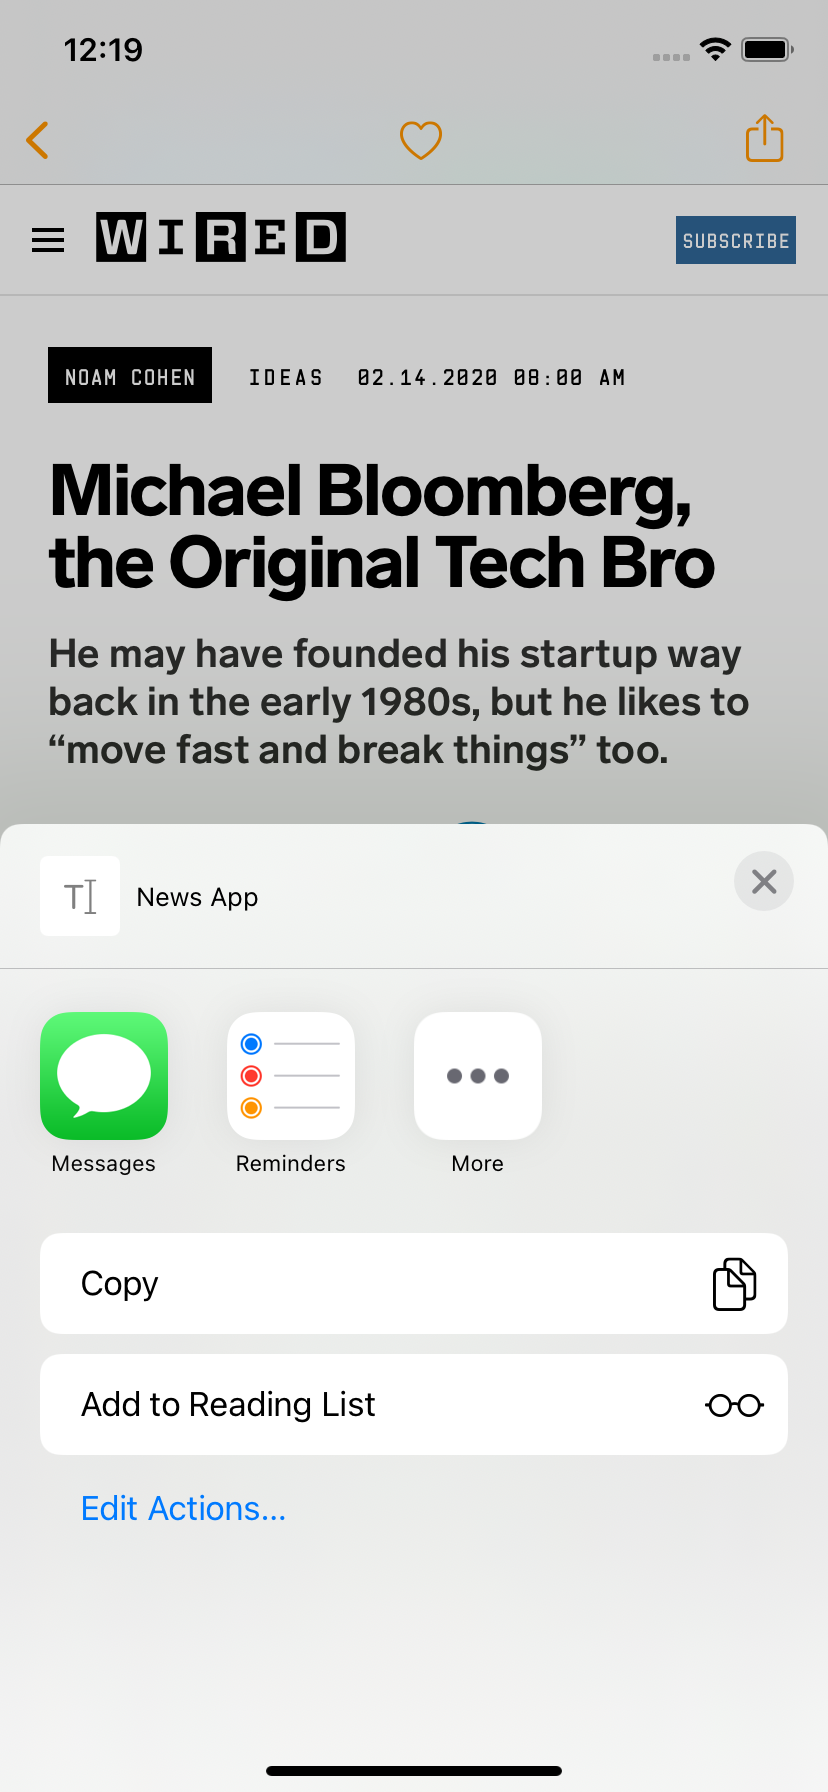 12:19
WIRED
SUBSCRIBE
NOAM COHEN IDEAS 02.14.2020 08:00 AM
Michael Bloomberg,
the Original Tech Bro
He may have founded his startup way
back in the early 1980s, but he likes to
“move fast and break things” too.
T News App
Messages Reminders More
Copy
Add to Reading List
Edit Actions...